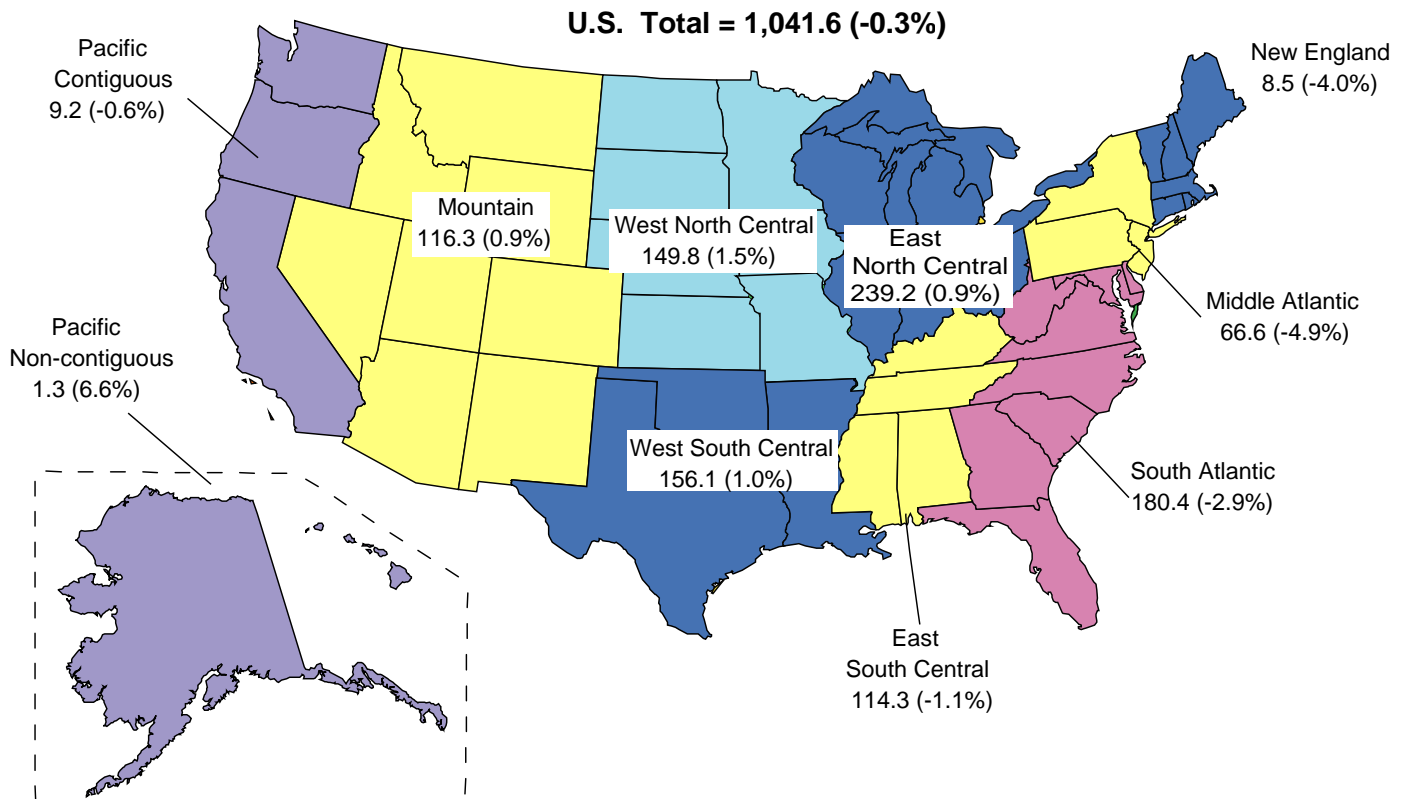 U.S. Total = 1,041.6 (-0.3%)
Pacific
Contiguous
9.2 (-0.6%)
New England
8.5 (-4.0%)
Mountain
116.3 (0.9%)
West North Central
149.8 (1.5%)
East
North Central
239.2 (0.9%)
Middle Atlantic
66.6 (-4.9%)
Pacific
Non-contiguous
1.3 (6.6%)
West South Central
156.1 (1.0%)
South Atlantic
180.4 (-2.9%)
East
South Central
114.3 (-1.1%)